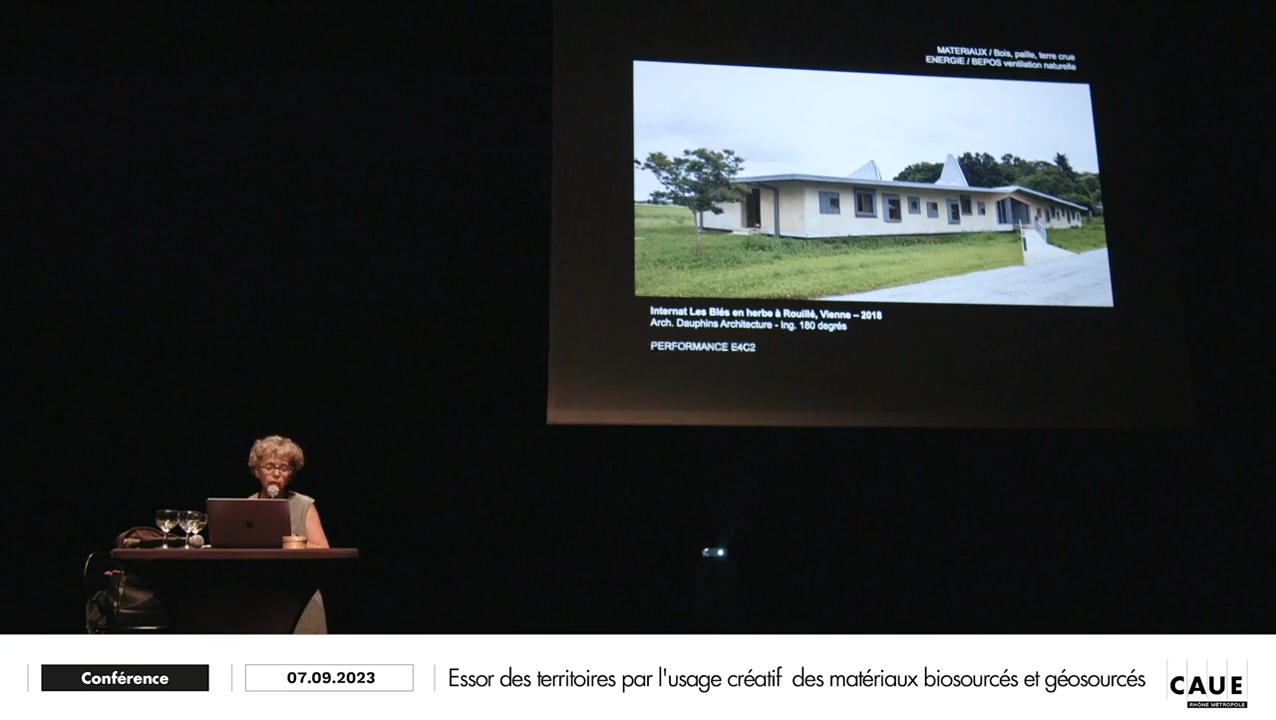 MATERIAUX / Bois, paille, terre crue
ENERGIE / BEPOS ventilation naturelle
Internat Les Blés en herbe à Rouillé, Vienne – 2018
Arch. Dauphins Architecture - Ing. 180 degrés
PERFORMANCE E4C2
Conférence
07.09.2023
Essor des territoires par l'usage créatif des matériaux biosourcés et géosourcés
CAUE
RHÔNE MÉTROPOLE